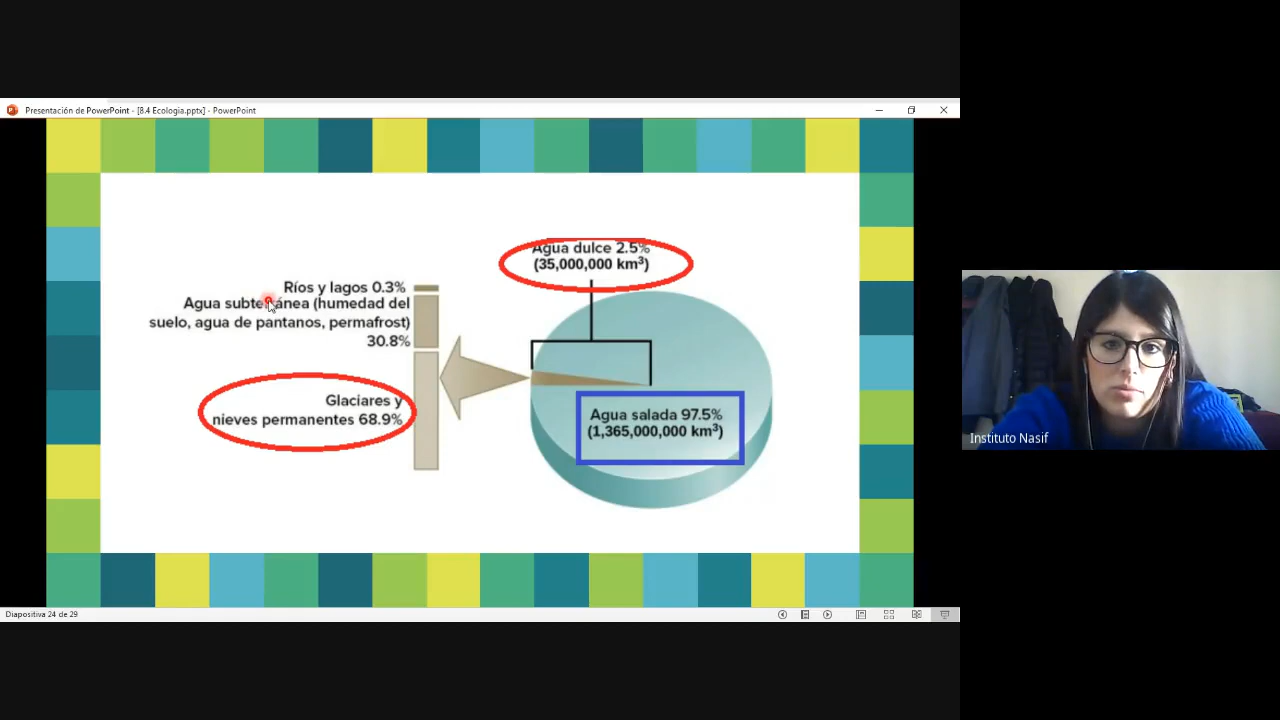 Presentación de PowerPoint - [8.4 Ecologia.pptx] - PowerPoint
Agua dulce 2.5%
(35,000,000 km³)
Ríos y lagos 0.3%
Agua subterránea (humedad del
suelo, agua de pantanos, permafrost)
30.8%
Glaciares y
nieves permanentes 68.9%
Agua salada 97.5%
(1,365,000,000 km³)
Instituto Nasif
Diapositiva 24 de 29